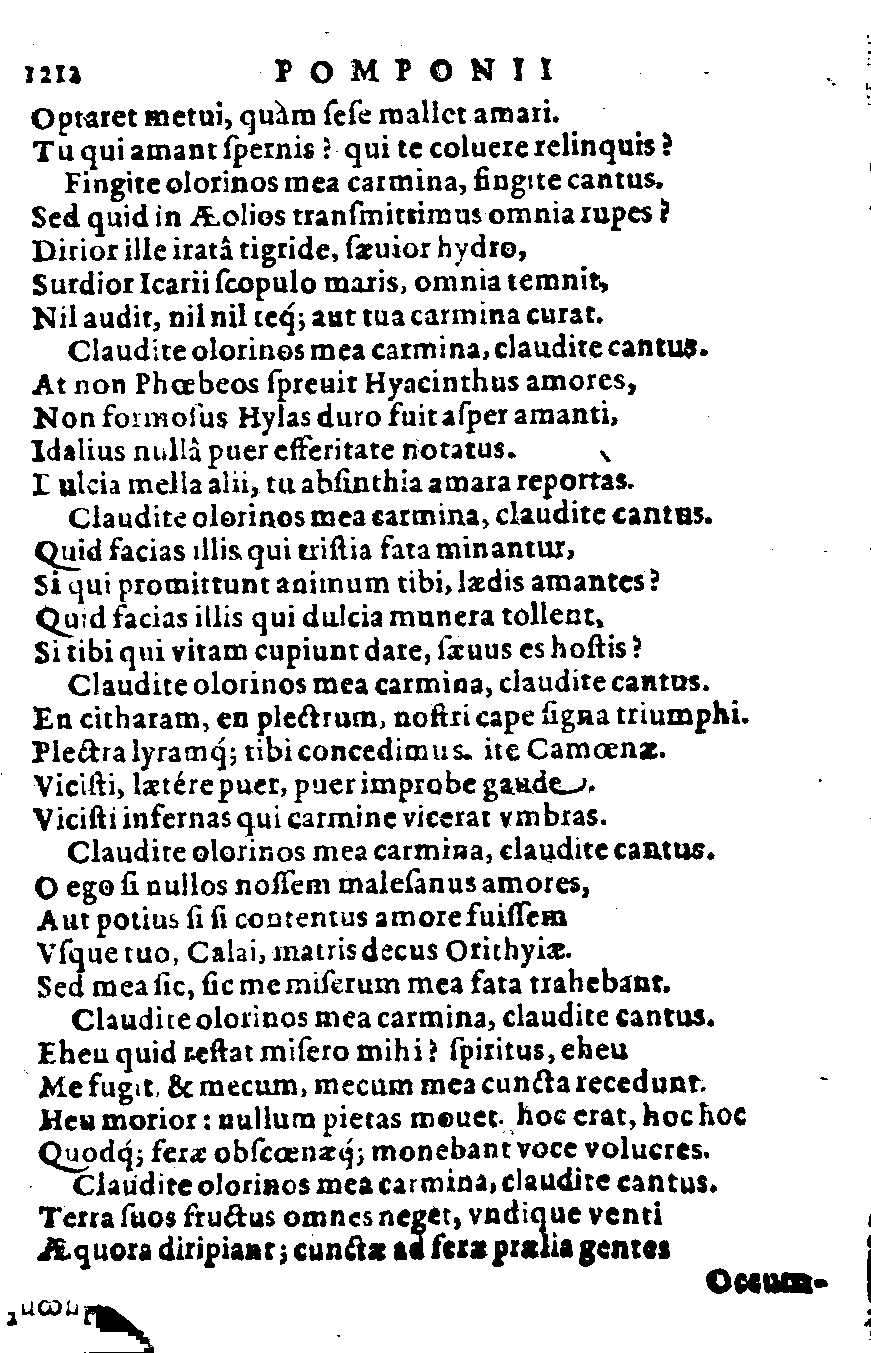 1212 POMPONII
Optaret metui, quàm ſeſe mallet amari.
Tu qui amant ſpernis? qui te coluere relinquis?
Fingite olorinos mea carmina, fingite cantus.
Sed quid in Æolios tranſmittimus omnia rupes?
Dirior ille iratâ tigride, ſæuior hydro,
Surdior Icarii ſcopulo maris, omnia temnit,
Nil audit, nil nil teq́; aut tua carmina curat.
Claudite olorinos mea carmina, claudite cantus.
At non Phœbeos ſpreuit Hyacinthus amores,
Non formoſus Hylas duro fuit aſper amanti,
Idalius nullâ puer efferitate notatus.
D ulcia mella alii, tu abſinthia amara reportas.
Claudite olorinos mea carmina, claudite cantus.
Quid facias illis qui triſtia fata minantur,
Si qui promittunt animum tibi, lædis amantes?
Quid facias illis qui dulcia munera tollent,
Si tibi qui vitam cupiunt dare, ſæuus es hoſtis?
Claudite olorinos mea carmina, claudite cantus.
En citharam, en plectrum, noſtri cape ſigna triumphi.
Plectra lyramq́; tibi concedimus. ite Camœnæ.
Viciſti, lætére puer, puer improbe gaude.
Viciſti infernas qui carmine vicerat vmbras.
Claudite olorinos mea carmina, claudite cantus.
O ego ſi nullos noſſem maleſanus amores,
Aut potius ſi ſi contentus amore fuiſſem
Vſque tuo, Calai, matris decus Orithyiæ.
Sed mea ſic, ſic me miſerum mea fata trahebant.
Claudite olorinos mea carmina, claudite cantus.
Eheu quid reſtat miſero mihi? ſpiritus, eheu
Me fugit, & mecum, mecum mea cuncta recedunt.
Heu morior: nullum pietas mouet. hoc erat, hoc hoc
Quodq́; feræ obſcœnæq́; monebant voce volucres.
Claudite olorinos mea carmina, claudite cantus.
Terra ſuos fructus omnes neget, vndique venti
Æquora diripiant; cunctæ ad fera prælia gentes
Occum-